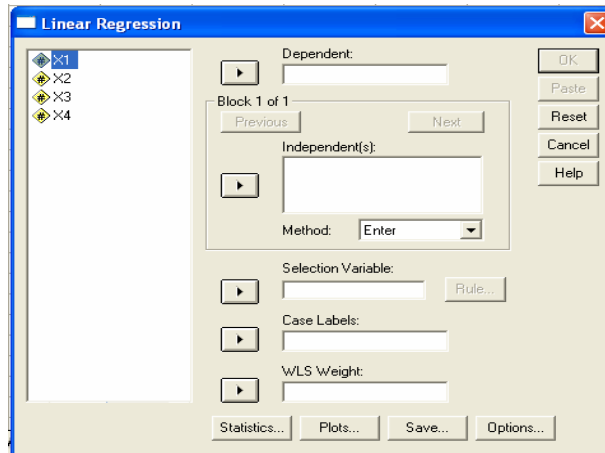 Linear Regression
X1
X2
X3
X4
Dependent:
Block 1 of 1
Previous
Next
Independent(s):
Method:
Enter
Selection Variable:
Rule...
Case Labels:
WLS Weight:
Statistics...
Plots...
Save...
Options...
OK
Paste
Reset
Cancel
Help